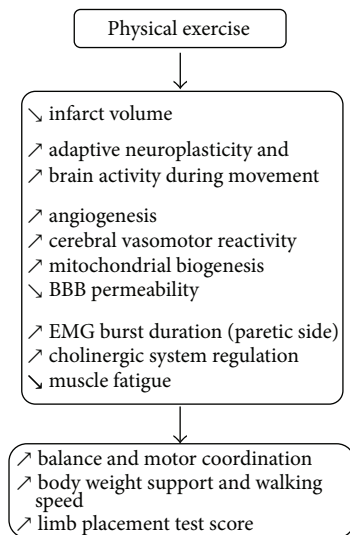 Physical exercise
↘ infarct volume
↗ adaptive neuroplasticity and
↗ brain activity during movement
↗ angiogenesis
↗ cerebral vasomotor reactivity
↗ mitochondrial biogenesis
↘ BBB permeability
↗ EMG burst duration (paretic side)
↗ cholinergic system regulation
↘ muscle fatigue
↗ balance and motor coordination
↗ body weight support and walking
speed
↗ limb placement test score